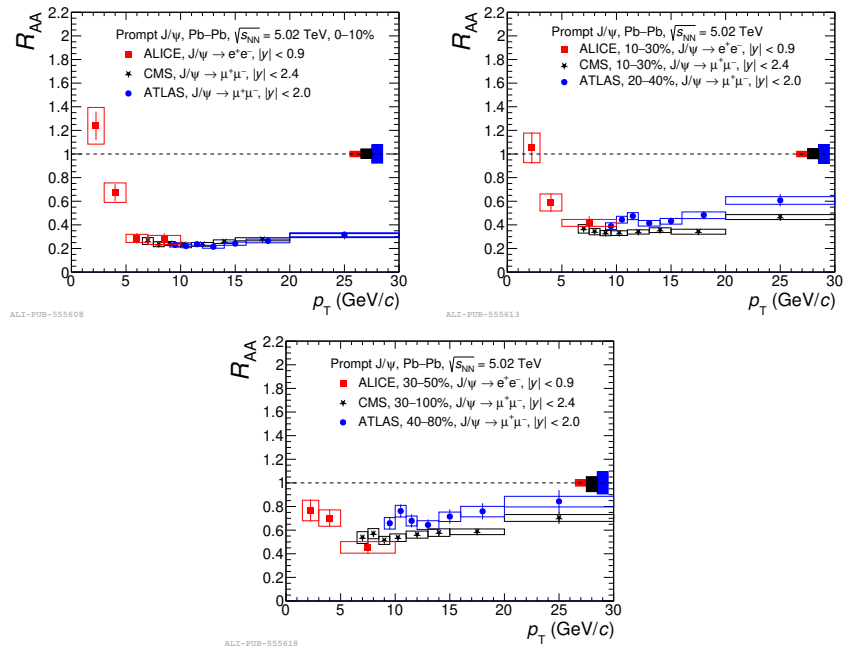 R_AA
Prompt J/ψ, Pb–Pb, √s_NN = 5.02 TeV, 0–10%
ALICE, J/ψ → e⁺e⁻, |y| < 0.9
CMS, J/ψ → μ⁺μ⁻, |y| < 2.4
ATLAS, J/ψ → μ⁺μ⁻, |y| < 2.0
2.2
2
1.8
1.6
1.4
1.2
1
0.8
0.6
0.4
0.2
0
0 5 10 15 20 25 30
p_T (GeV/c)
ALI-PUB-555608
R_AA
Prompt J/ψ, Pb–Pb, √s_NN = 5.02 TeV
ALICE, 10–30%, J/ψ → e⁺e⁻, |y| < 0.9
CMS, 10–30%, J/ψ → μ⁺μ⁻, |y| < 2.4
ATLAS, 20–40%, J/ψ → μ⁺μ⁻, |y| < 2.0
2.2
2
1.8
1.6
1.4
1.2
1
0.8
0.6
0.4
0.2
0
0 5 10 15 20 25 30
p_T (GeV/c)
ALI-PUB-555613
R_AA
Prompt J/ψ, Pb–Pb, √s_NN = 5.02 TeV
ALICE, 30–50%, J/ψ → e⁺e⁻, |y| < 0.9
CMS, 30–100%, J/ψ → μ⁺μ⁻, |y| < 2.4
ATLAS, 40–80%, J/ψ → μ⁺μ⁻, |y| < 2.0
2.2
2
1.8
1.6
1.4
1.2
1
0.8
0.6
0.4
0.2
0
0 5 10 15 20 25 30
p_T (GeV/c)
ALI-PUB-555618